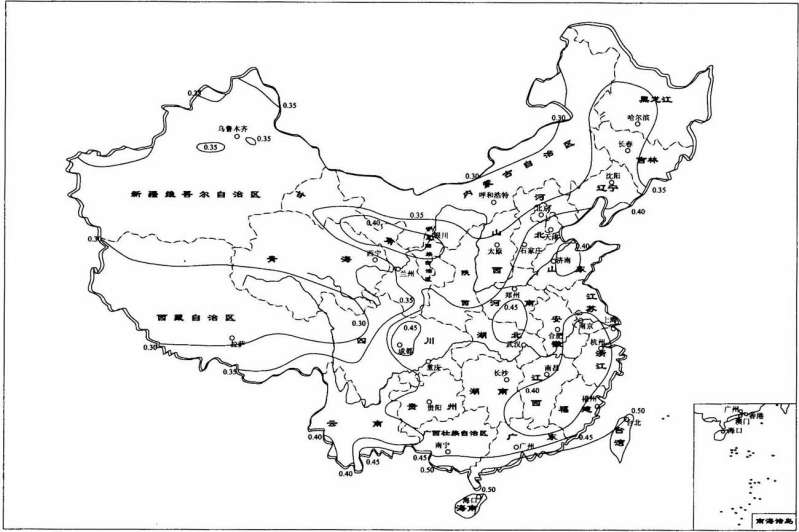 0.35
0.35
乌鲁木齐
0.35
0.35
新疆维吾尔自治区
0.30
黑龙江
哈尔滨
长春
吉林
沈阳
辽宁
0.35
0.40
0.30
内蒙古自治区
呼和浩特
河
北京
天津
北
0.35
0.40
甘
肃
银川
山
太原
西
石家庄
0.40
济南
山
东
0.30
青
海
西宁
兰州
陕
西
0.35
郑州
河
南
0.45
西藏自治区
0.30
拉萨
0.30
0.35
四
川
0.45
成都
重庆
湖
北
武汉
安
徽
合肥
江
苏
南京
上海
杭州
浙
江
长沙
湖
南
南昌
江
西
0.40
贵
州
贵阳
福
建
福州
云
南
广西壮族自治区
南宁
广
东
广州
0.45
0.50
台北
台
湾
0.40
0.40
0.45
0.45
0.50
0.50
海口
海南
广州
香港
澳门
海口
南海诸岛